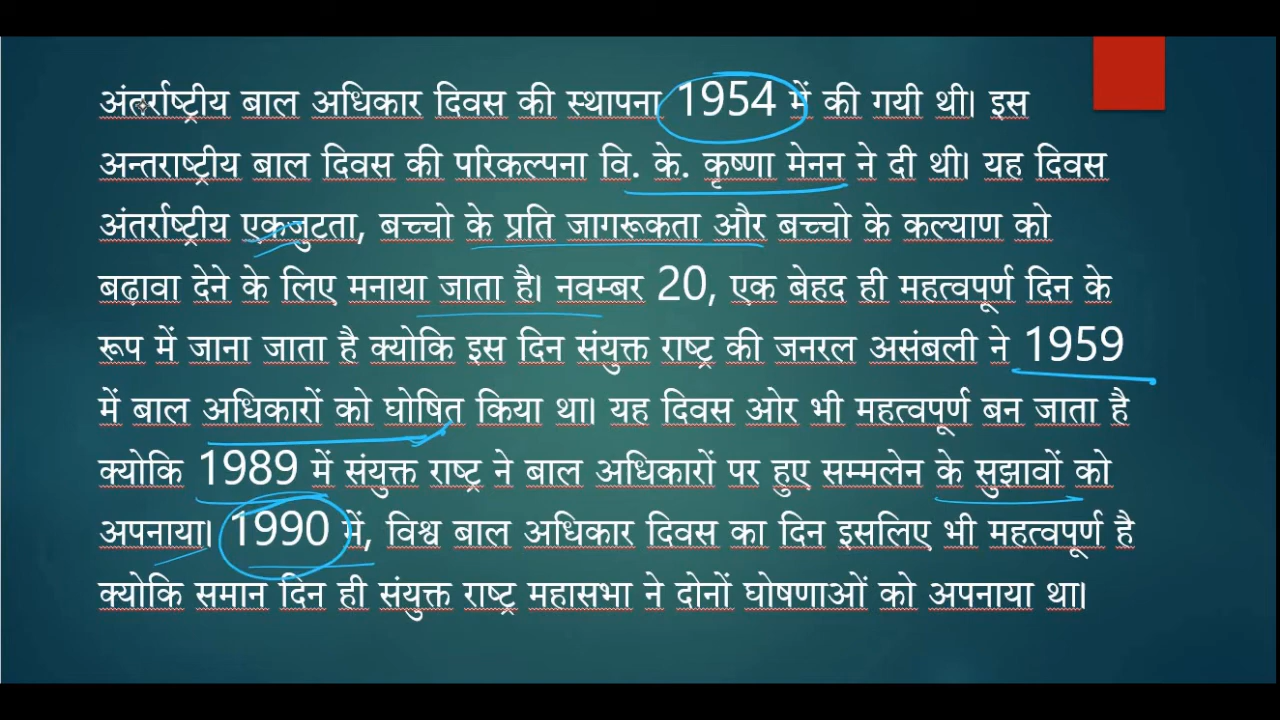 अंतर्राष्ट्रीय बाल अधिकार दिवस की स्थापना 1954 में की गयी थी। इस
अन्तराष्ट्रीय बाल दिवस की परिकल्पना वि. के. कृष्णा मेनन ने दी थी। यह दिवस
अंतर्राष्ट्रीय एकजुटता, बच्चो के प्रति जागरूकता और बच्चो के कल्याण को
बढ़ावा देने के लिए मनाया जाता है। नवम्बर 20, एक बेहद ही महत्वपूर्ण दिन के
रूप में जाना जाता है क्योकि इस दिन संयुक्त राष्ट्र की जनरल असंबली ने 1959
में बाल अधिकारों को घोषित किया था। यह दिवस ओर भी महत्वपूर्ण बन जाता है
क्योकि 1989 में संयुक्त राष्ट्र ने बाल अधिकारों पर हुए सम्मलेन के सुझावों को
अपनाया। 1990 में, विश्व बाल अधिकार दिवस का दिन इसलिए भी महत्वपूर्ण है
क्योकि समान दिन ही संयुक्त राष्ट्र महासभा ने दोनों घोषणाओं को अपनाया था।